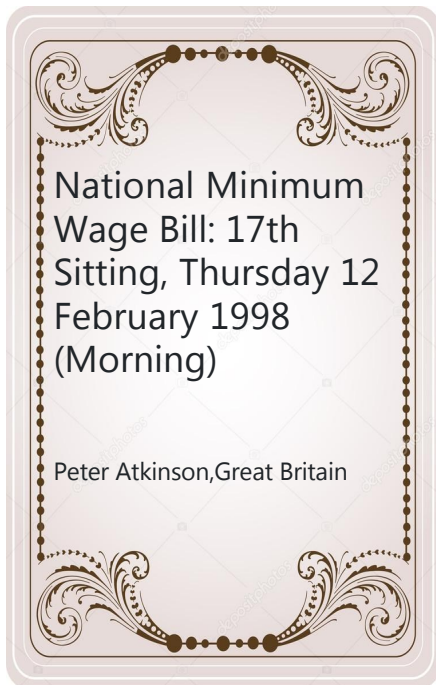 National Minimum
Wage Bill: 17th
Sitting, Thursday 12
February 1998
(Morning)
Peter Atkinson,Great Britain